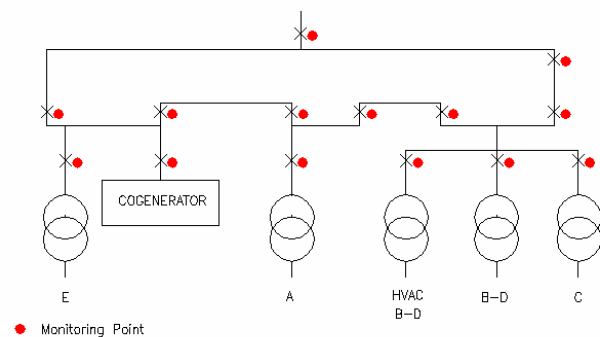 COGENERATOR
E
A
HVAC
B-D
B-D
C
Monitoring Point